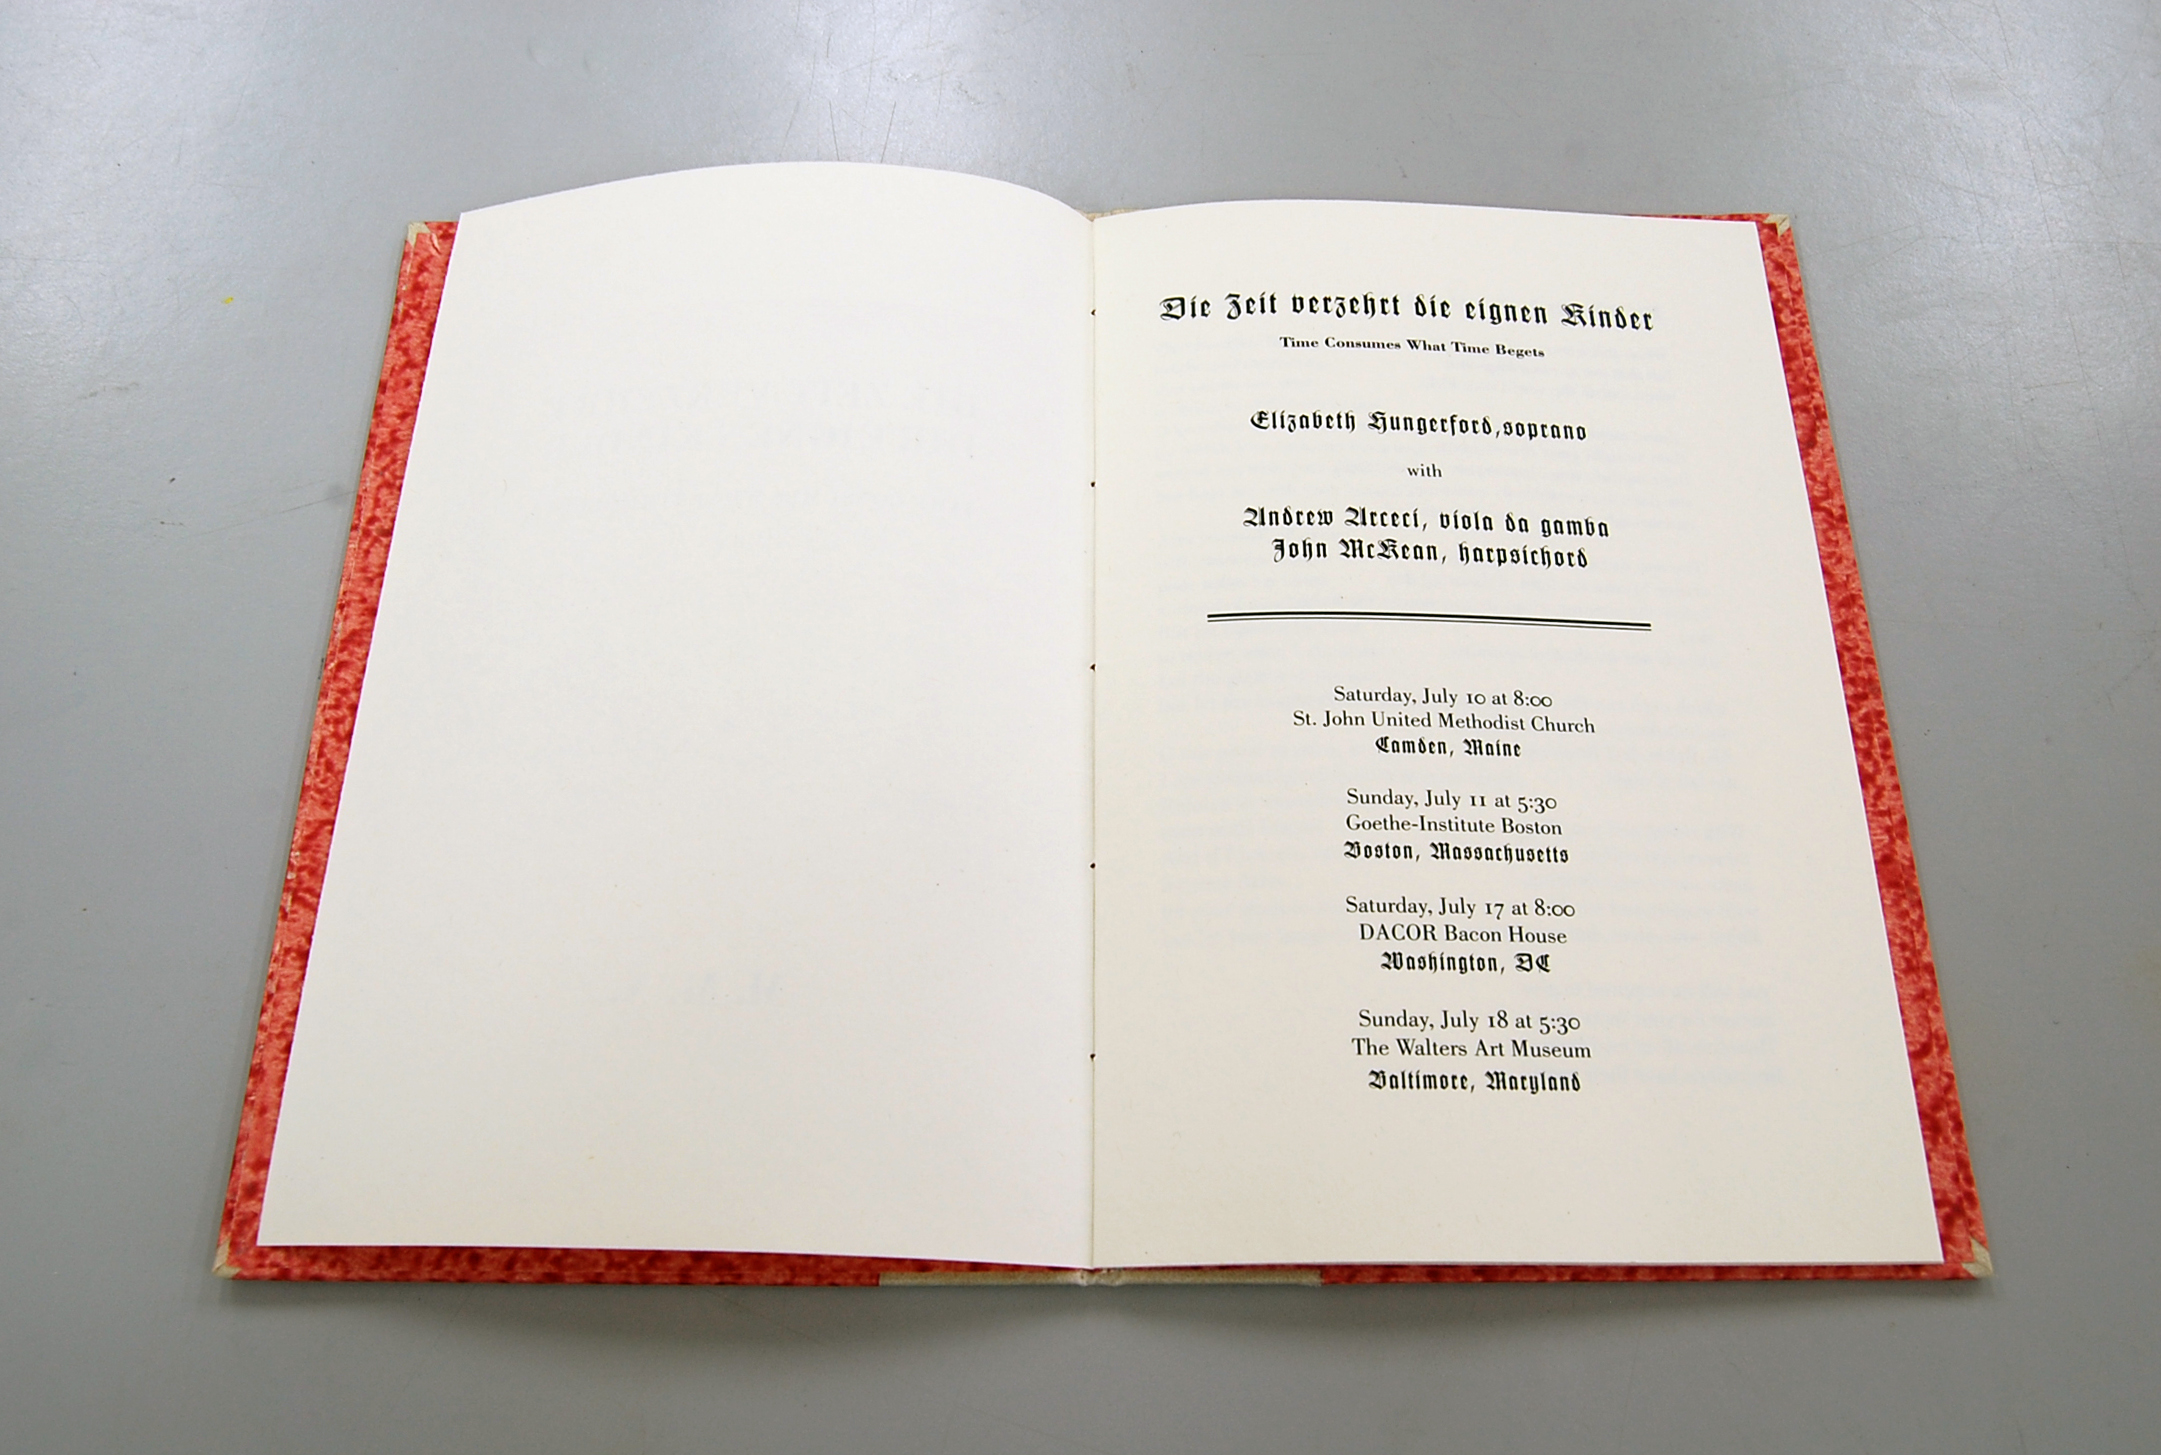 Die Zeit verzehrt die eignen Kinder
Time Consumes What Time Begets
Elizabeth Hungerford, soprano
with
Andrew Arceci, viola da gamba
John McKean, harpsichord
Saturday, July 10 at 8:00
St. John United Methodist Church
Camden, Maine
Sunday, July 11 at 5:30
Goethe-Institute Boston
Boston, Massachusetts
Saturday, July 17 at 8:00
DACOR Bacon House
Washington, DC
Sunday, July 18 at 5:30
The Walters Art Museum
Baltimore, Maryland